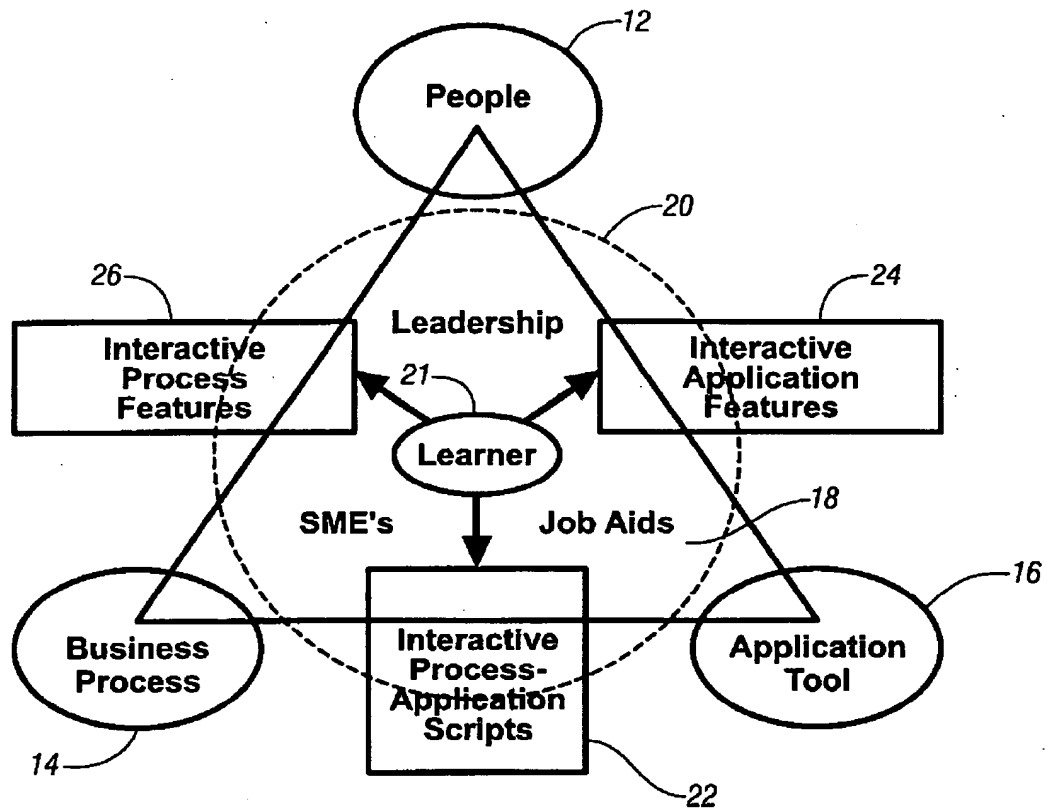 12
People
20
26
24
Leadership
Interactive
Process
Features
Interactive
Application
Features
21
Learner
SME's
Job Aids
18
16
Business
Process
Interactive
Process-
Application
Scripts
Application
Tool
14
22